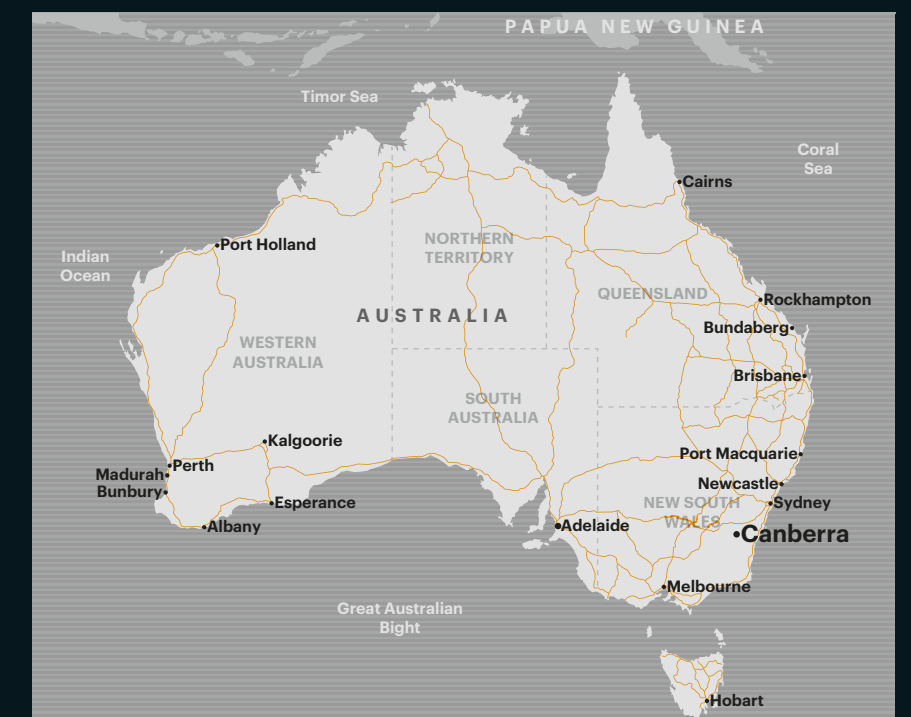 PAPUA NEW GUINEA
Timor Sea
Coral
Sea
Cairns
Port Holland
NORTHERN
TERRITORY
Indian
Ocean
QUEENSLAND
Rockhampton
AUSTRALIA
Bundaberg
WESTERN
AUSTRALIA
Brisbane
SOUTH
AUSTRALIA
Kalgoorie
Port Macquarie
Perth
Madurah
Newcastle
Bunbury
Esperance
NEW SOUTH
WALES
Sydney
Albany
Adelaide
Canberra
Melbourne
Great Australian
Bight
Hobart